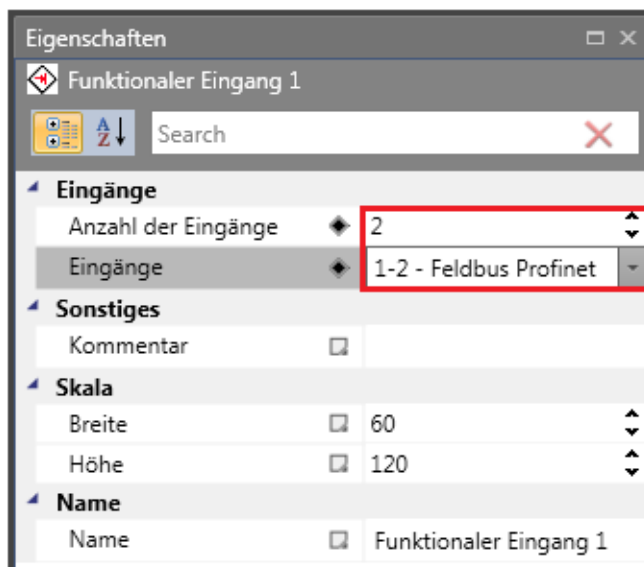 Eigenschaften
Funktionaler Eingang 1
A Z Search
Eingänge
Anzahl der Eingänge 2
Eingänge 1-2 - Feldbus Profinet
Sonstiges
Kommentar
Skala
Breite 60
Höhe 120
Name
Name Funktionaler Eingang 1